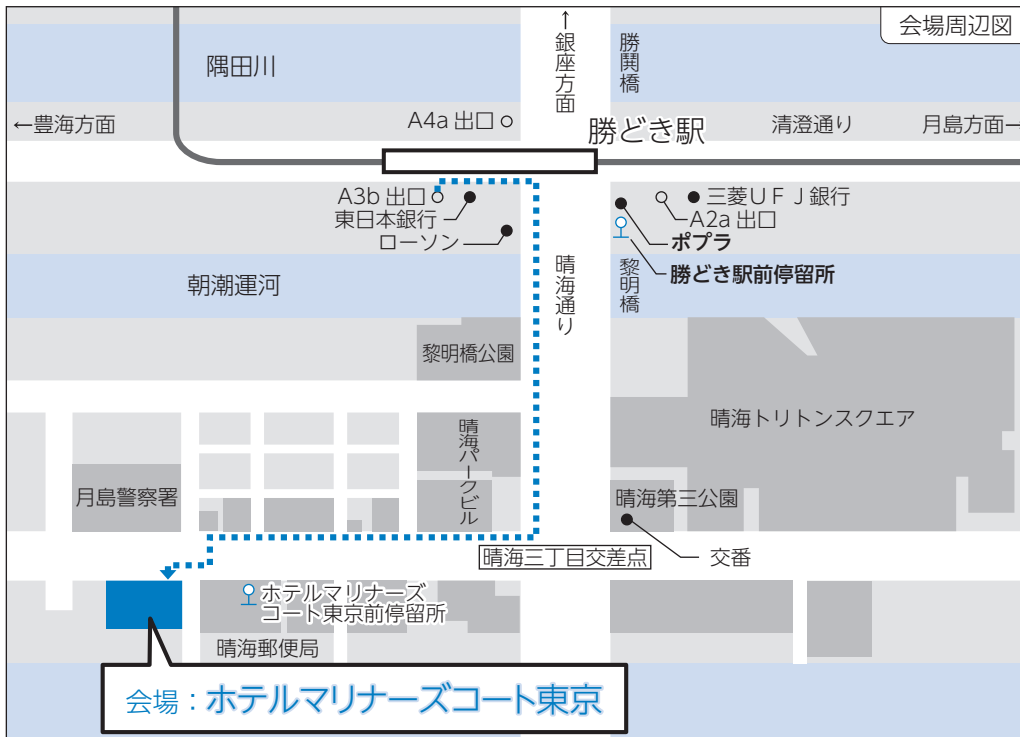 会場周辺図
↑銀座方面
勝鬨橋
隅田川
←豊海方面
A4a 出口
勝どき駅
清澄通り
月島方面→
A3b 出口
東日本銀行
ローソン
三菱UFJ銀行
A2a 出口
ポプラ
勝どき駅前停留所
朝潮運河
晴海通り
黎明橋
黎明橋公園
晴海トリトンスクエア
晴海パークビル
月島警察署
晴海第三公園
晴海三丁目交差点
交番
ホテルマリナーズ
コート東京前停留所
晴海郵便局
会場：ホテルマリナーズコート東京